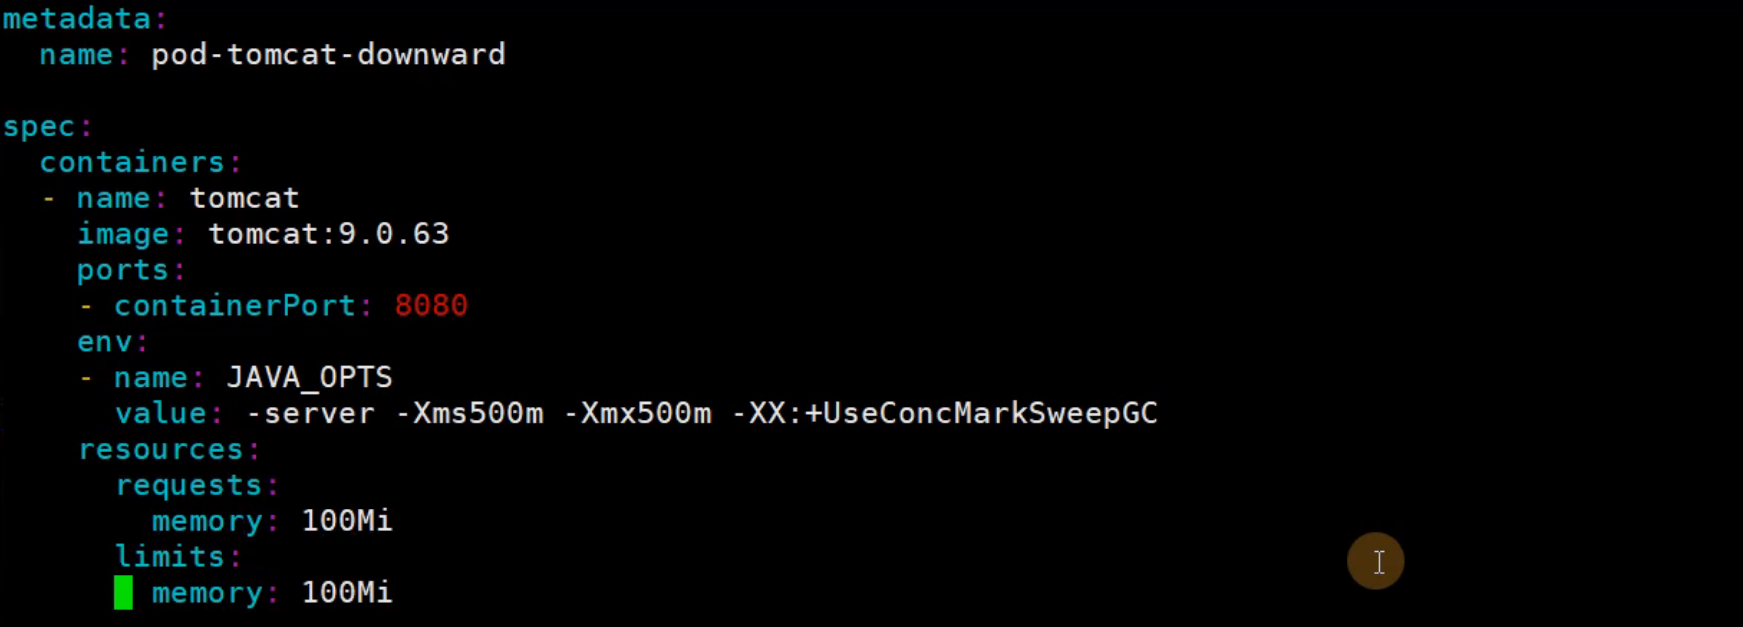 metadata:
  name: pod-tomcat-downward
spec:
  containers:
  - name: tomcat
    image: tomcat:9.0.63
    ports:
    - containerPort: 8080
    env:
    - name: JAVA_OPTS
      value: -server -Xms500m -Xmx500m -XX:+UseConcMarkSweepGC
    resources:
      requests:
        memory: 100Mi
      limits:
        memory: 100Mi